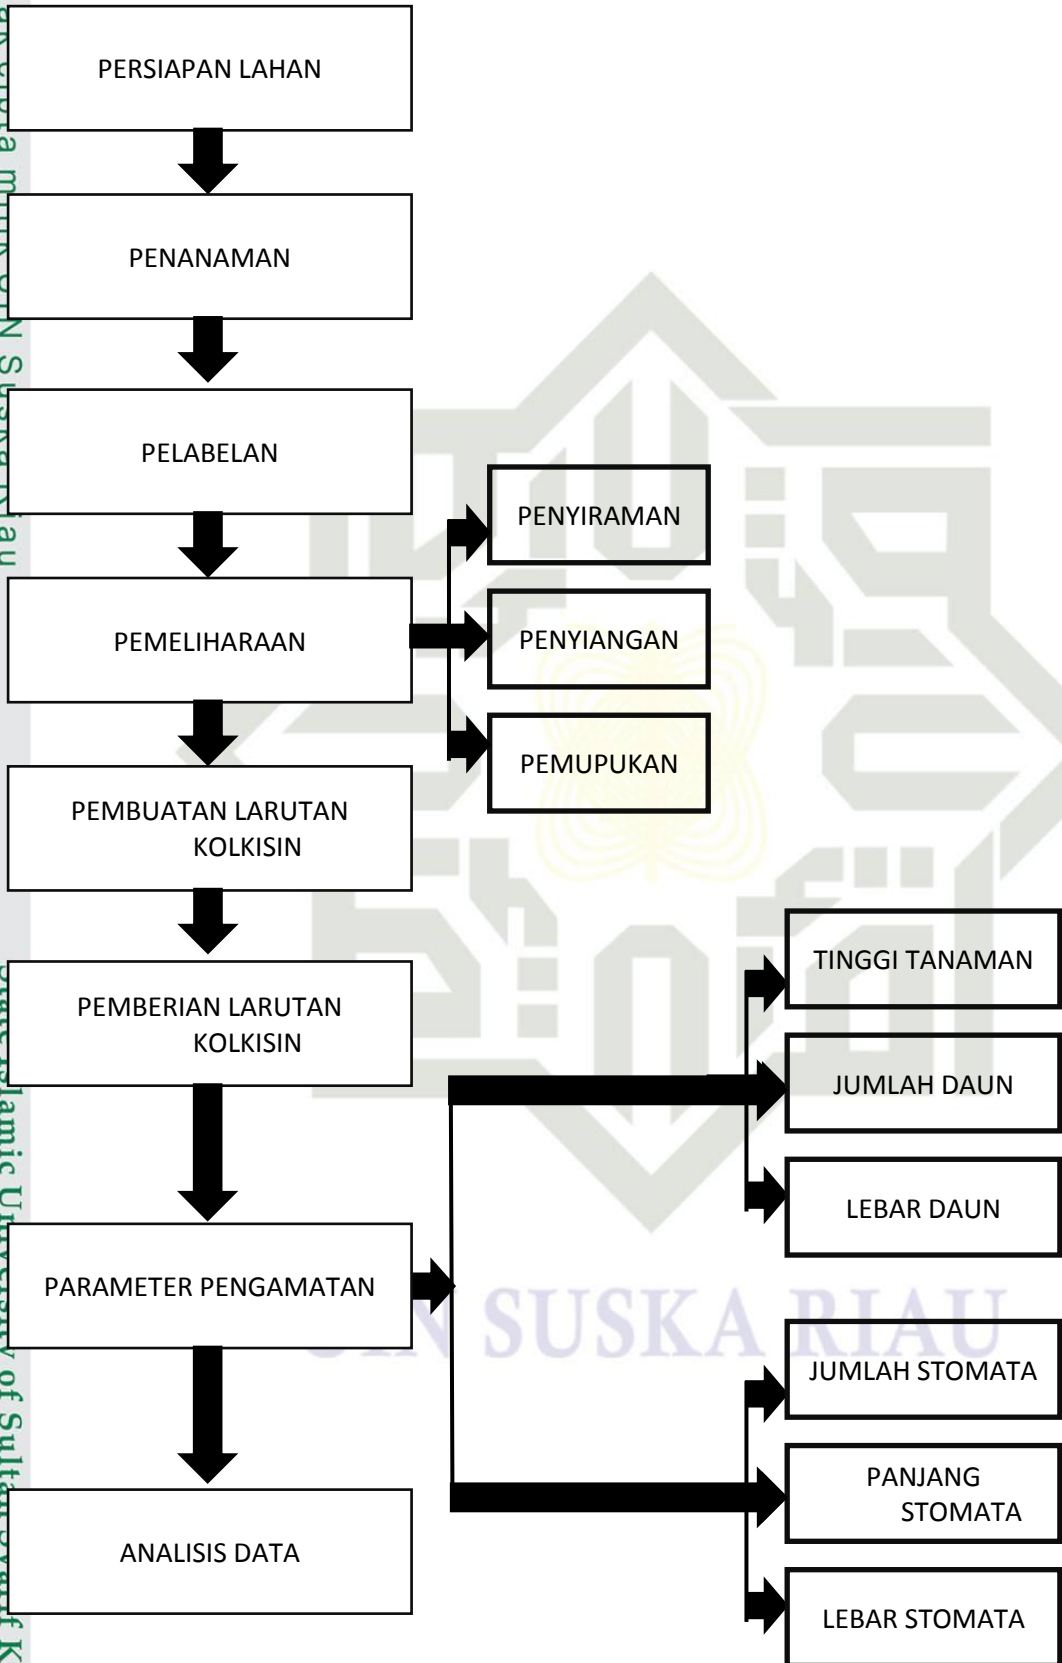 PERSIAPAN LAHAN
PENANAMAN
PELABELAN
PEMELIHARAAN
PENYIRAMAN
PENYIANGAN
PEMUPUKAN
PEMBUATAN LARUTAN
KOLKISIN
PEMBERIAN LARUTAN
KOLKISIN
PARAMETER PENGAMATAN
TINGGI TANAMAN
JUMLAH DAUN
LEBAR DAUN
JUMLAH STOMATA
PANJANG
STOMATA
LEBAR STOMATA
ANALISIS DATA
SUSKA RIAU